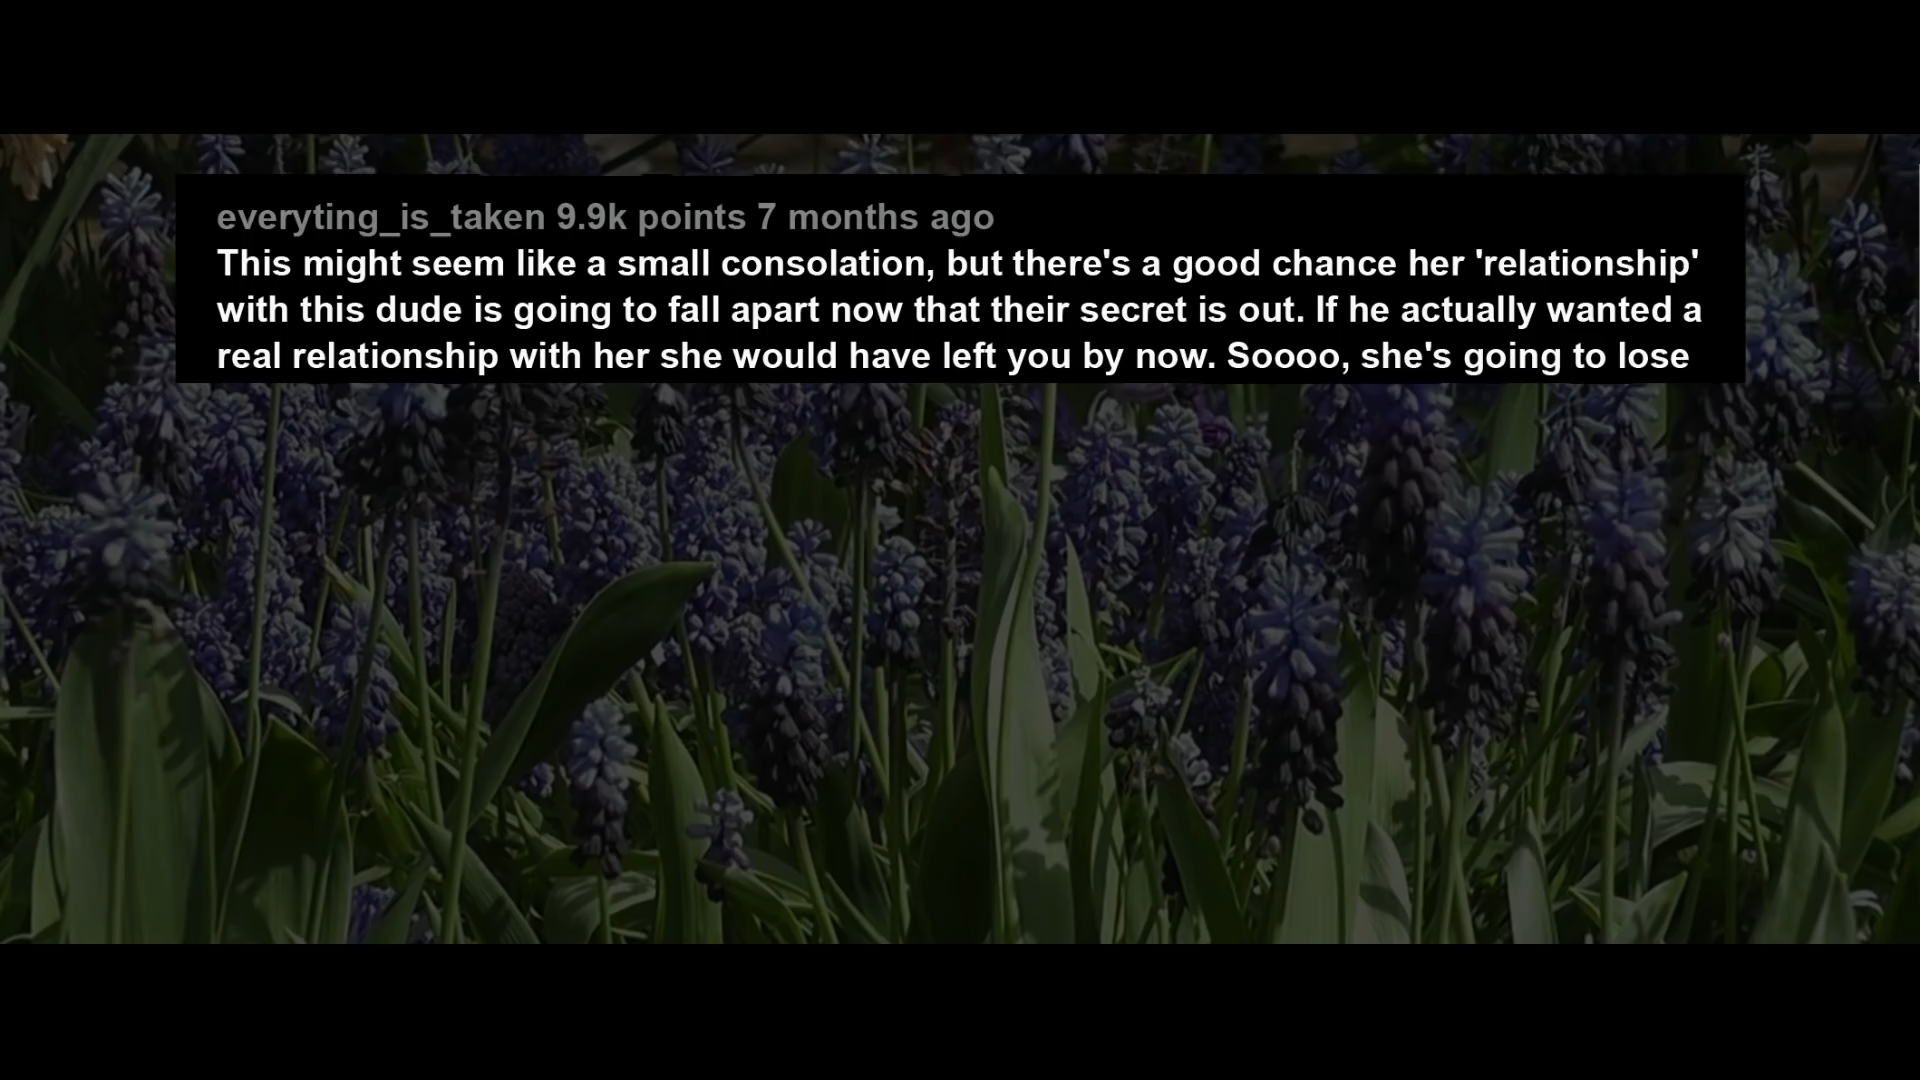 everyting_is_taken 9.9k points 7 months ago
This might seem like a small consolation, but there's a good chance her 'relationship'
with this dude is going to fall apart now that their secret is out. If he actually wanted a
real relationship with her she would have left you by now. Soooo, she's going to lose